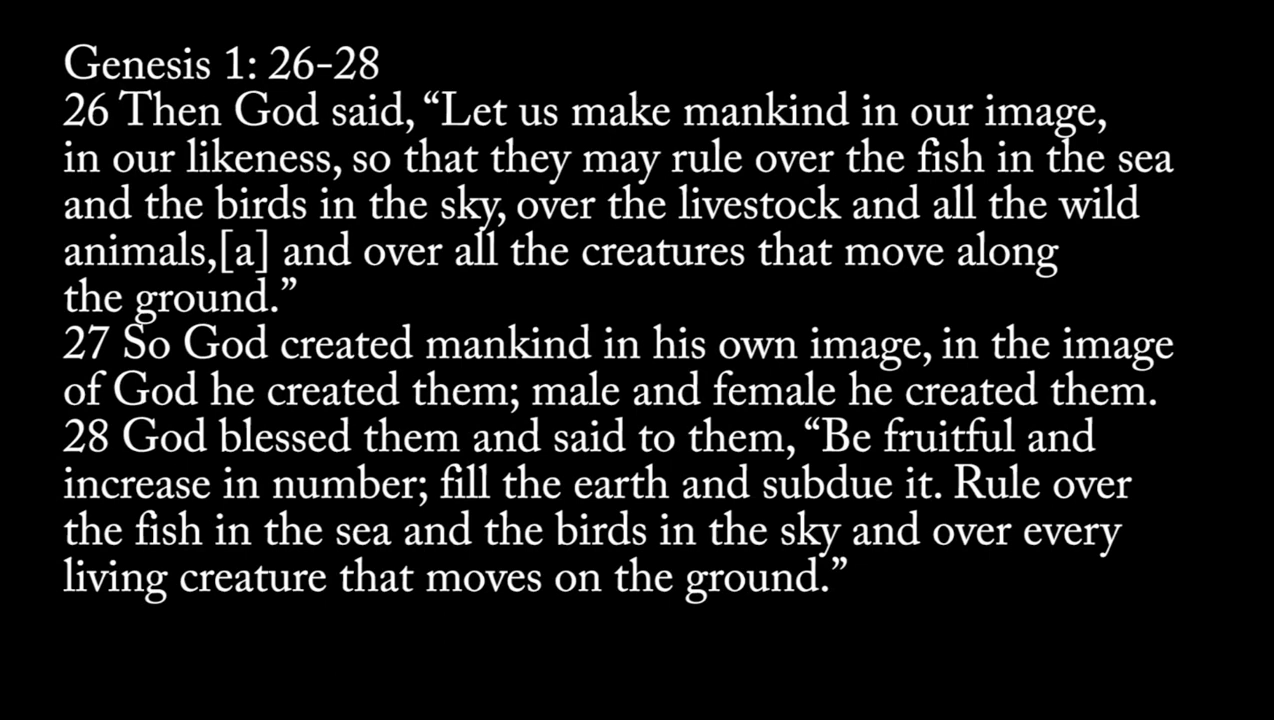 Genesis 1: 26-28
26 Then God said, “Let us make mankind in our image,
in our likeness, so that they may rule over the fish in the sea
and the birds in the sky, over the livestock and all the wild
animals,[a] and over all the creatures that move along
the ground.”
27 So God created mankind in his own image, in the image
of God he created them; male and female he created them.
28 God blessed them and said to them, “Be fruitful and
increase in number; fill the earth and subdue it. Rule over
the fish in the sea and the birds in the sky and over every
living creature that moves on the ground.”